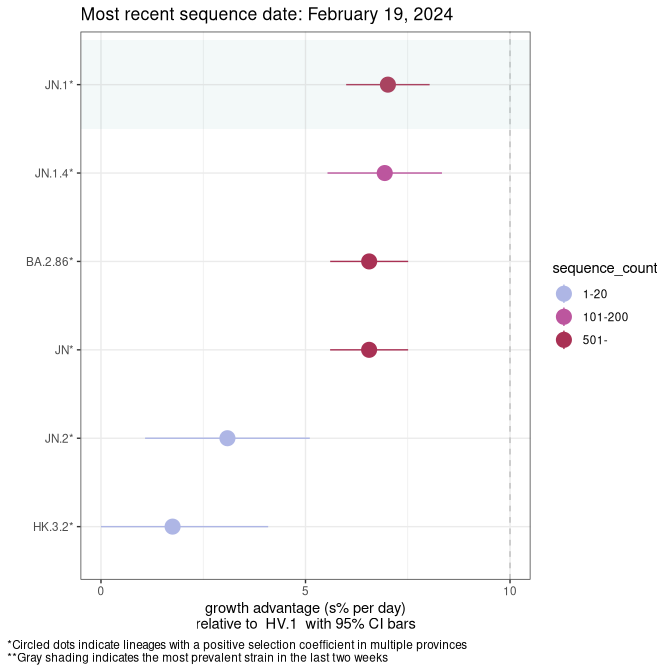 Most recent sequence date: February 19, 2024
JN.1*
JN.1.4*
BA.2.86*
JN*
JN.2*
HK.3.2*
0
5
10
growth advantage (s% per day)
relative to  HV.1  with 95% CI bars
sequence_count
1-20
101-200
501-
*Circled dots indicate lineages with a positive selection coefficient in multiple provinces
**Gray shading indicates the most prevalent strain in the last two weeks